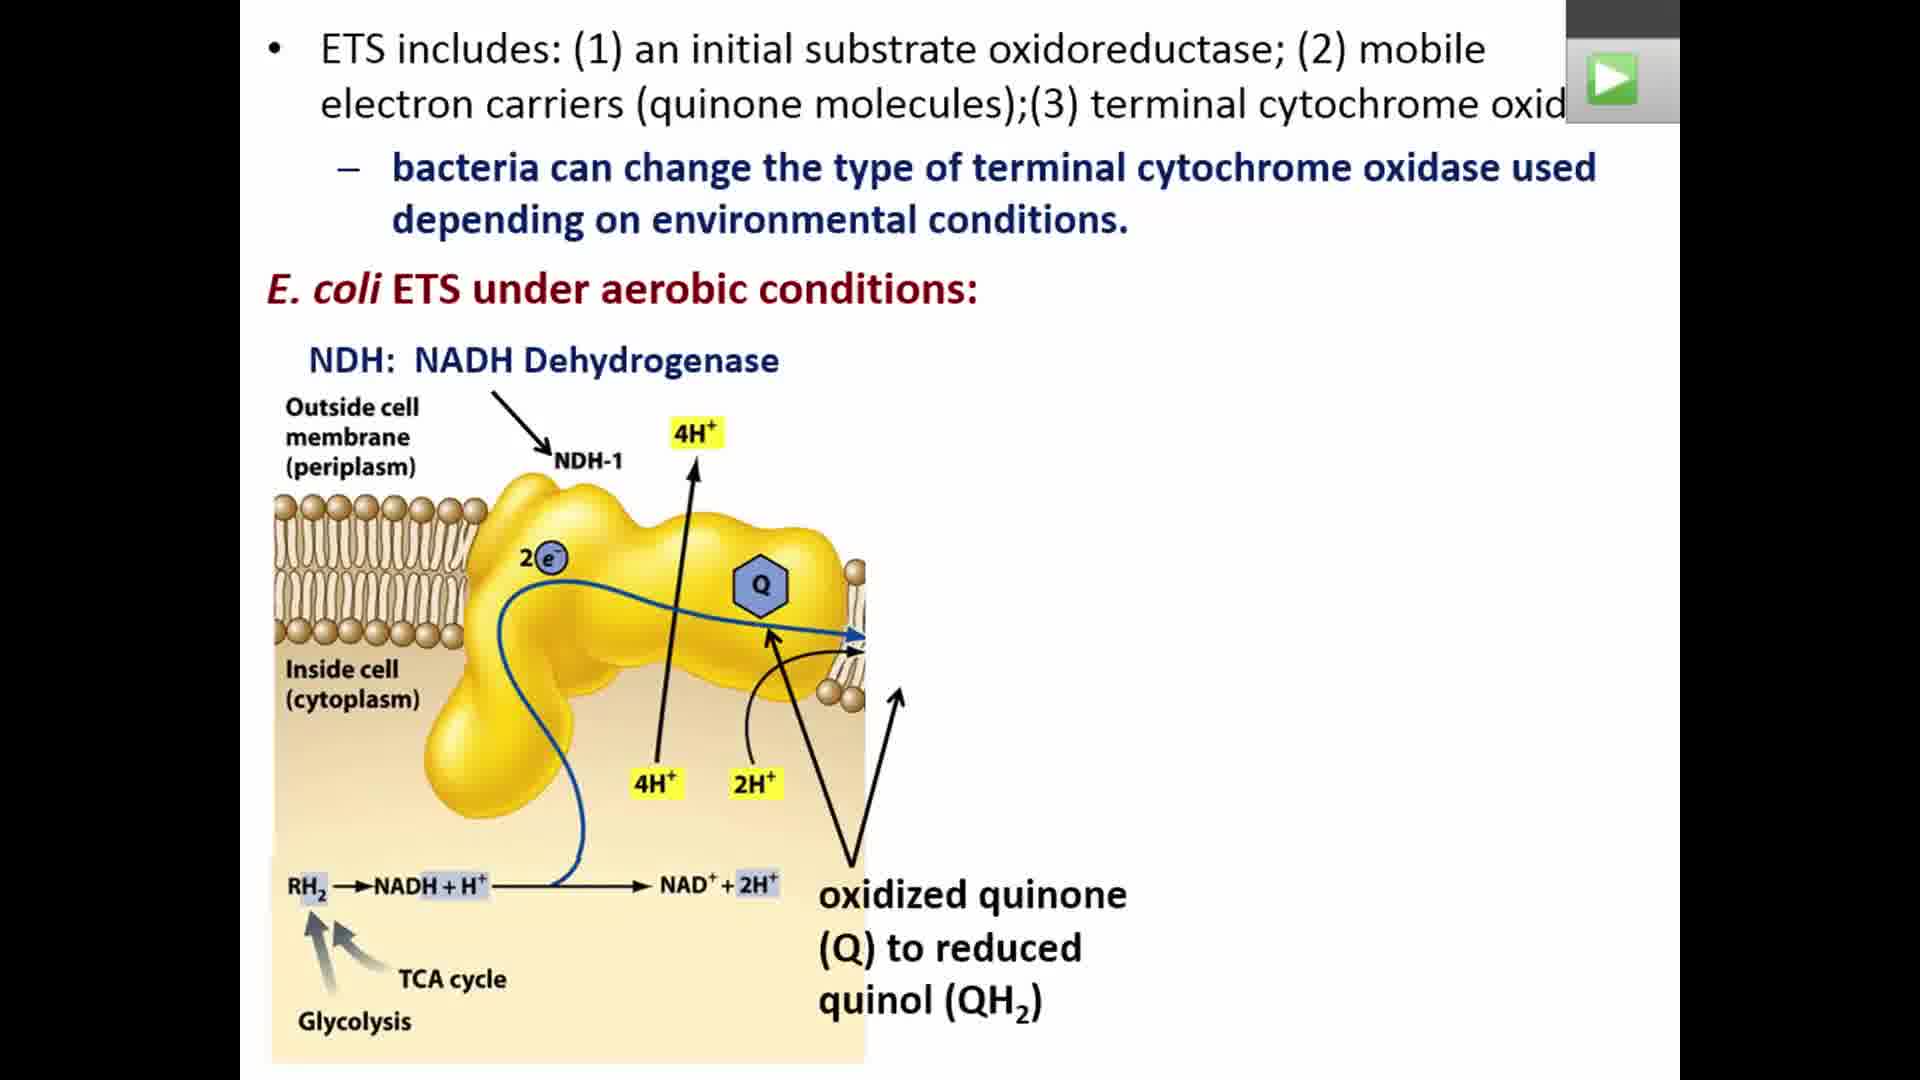 • ETS includes: (1) an initial substrate oxidoreductase; (2) mobile
electron carriers (quinone molecules);(3) terminal cytochrome oxid
– bacteria can change the type of terminal cytochrome oxidase used
depending on environmental conditions.
E. coli ETS under aerobic conditions:
NDH: NADH Dehydrogenase
Outside cell
membrane
(periplasm)
4H⁺
NDH-1
2 e⁻
Q
Inside cell
(cytoplasm)
4H⁺
2H⁺
RH₂ → NADH + H⁺ → NAD⁺ + 2H⁺
TCA cycle
Glycolysis
oxidized quinone
(Q) to reduced
quinol (QH₂)